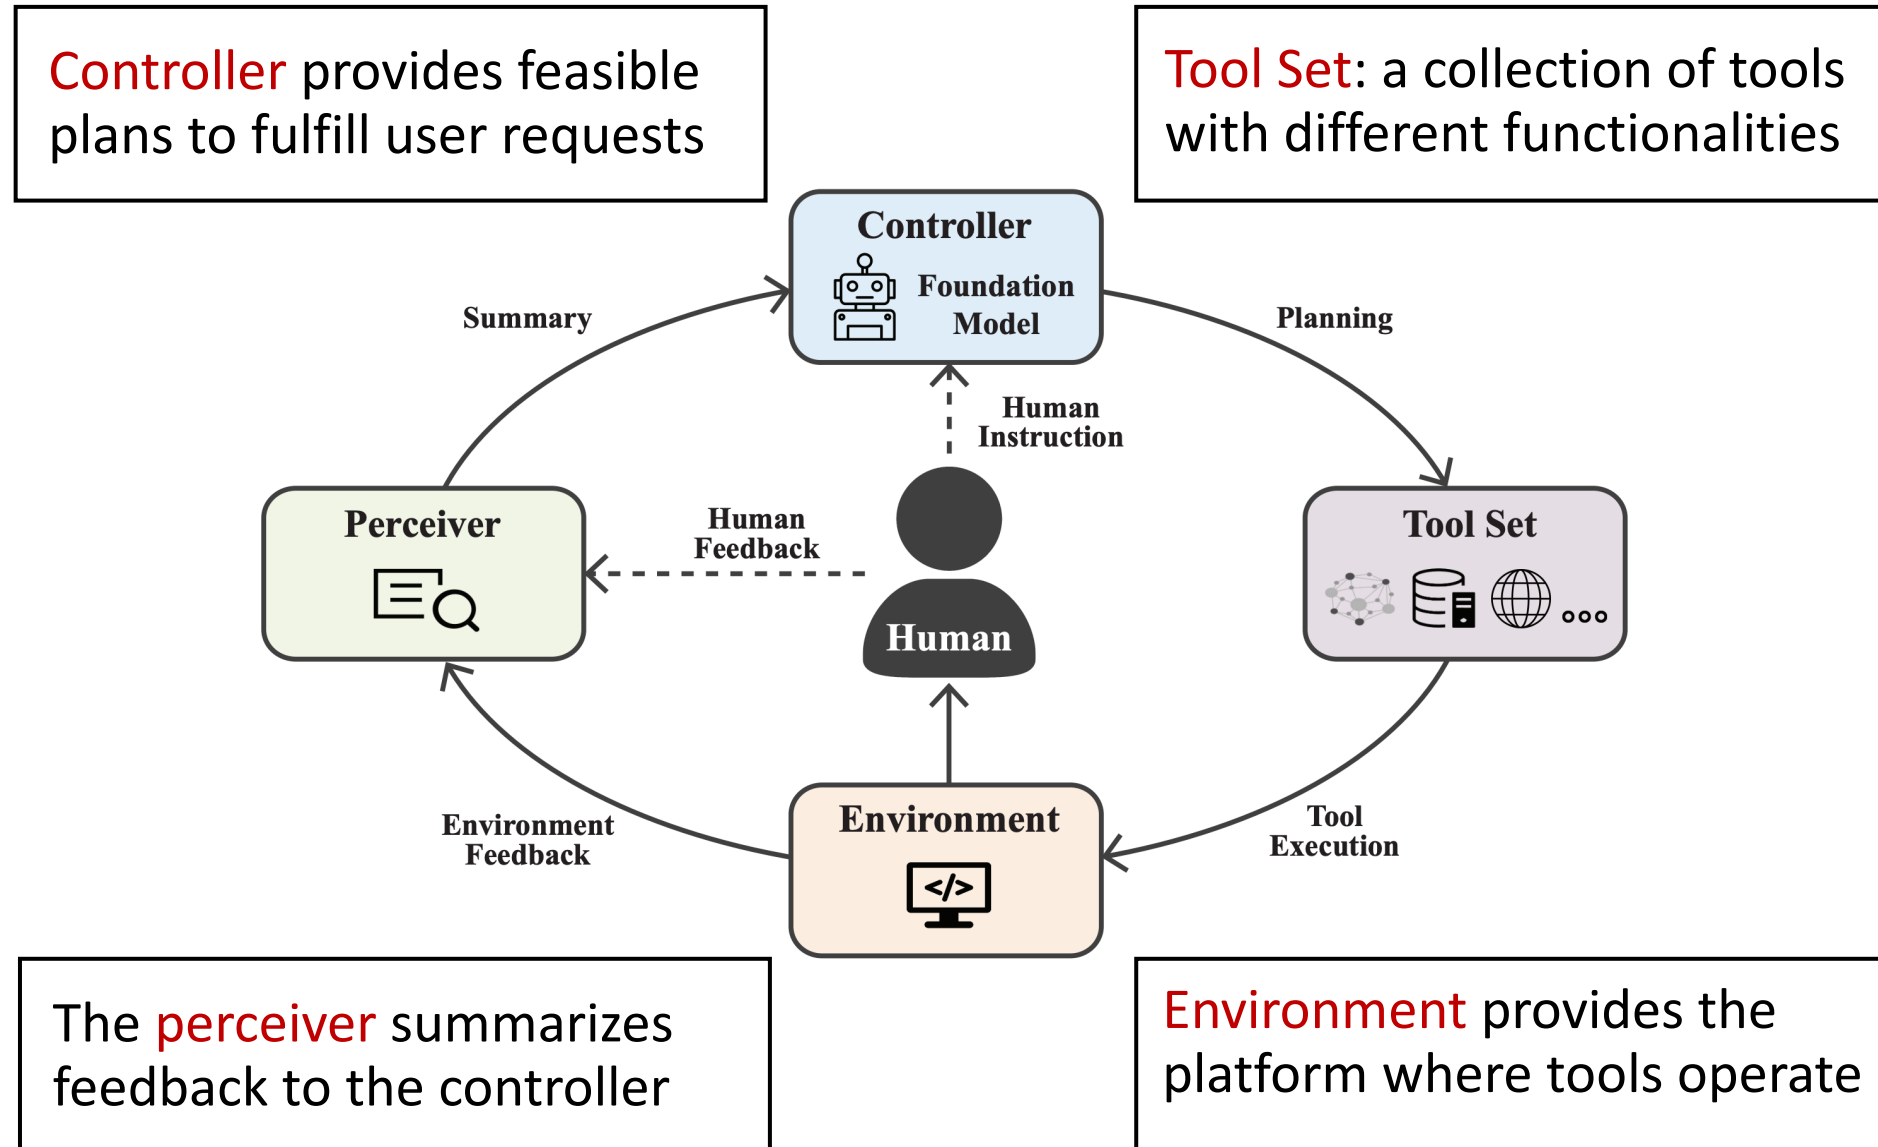 Controller provides feasible
plans to fulfill user requests
Tool Set: a collection of tools
with different functionalities
Controller
Foundation
Model
Summary
Planning
Human
Instruction
Perceiver
Human
Feedback
Human
Tool Set
Environment
Feedback
Environment
</>
Tool
Execution
The perceiver summarizes
feedback to the controller
Environment provides the
platform where tools operate